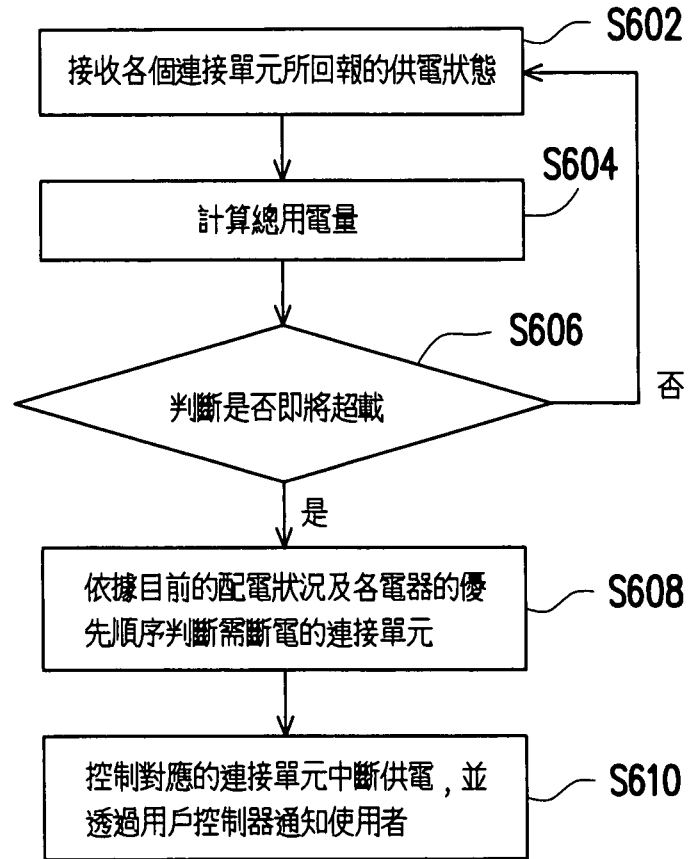 S602
接收各個連接單元所回報的供電狀態
S604
計算總用電量
S606
判斷是否即將超載
否
是
依據目前的配電狀況及各電器的優
先順序判斷需斷電的連接單元
S608
控制對應的連接單元中斷供電，並
透過用戶控制器通知使用者
S610